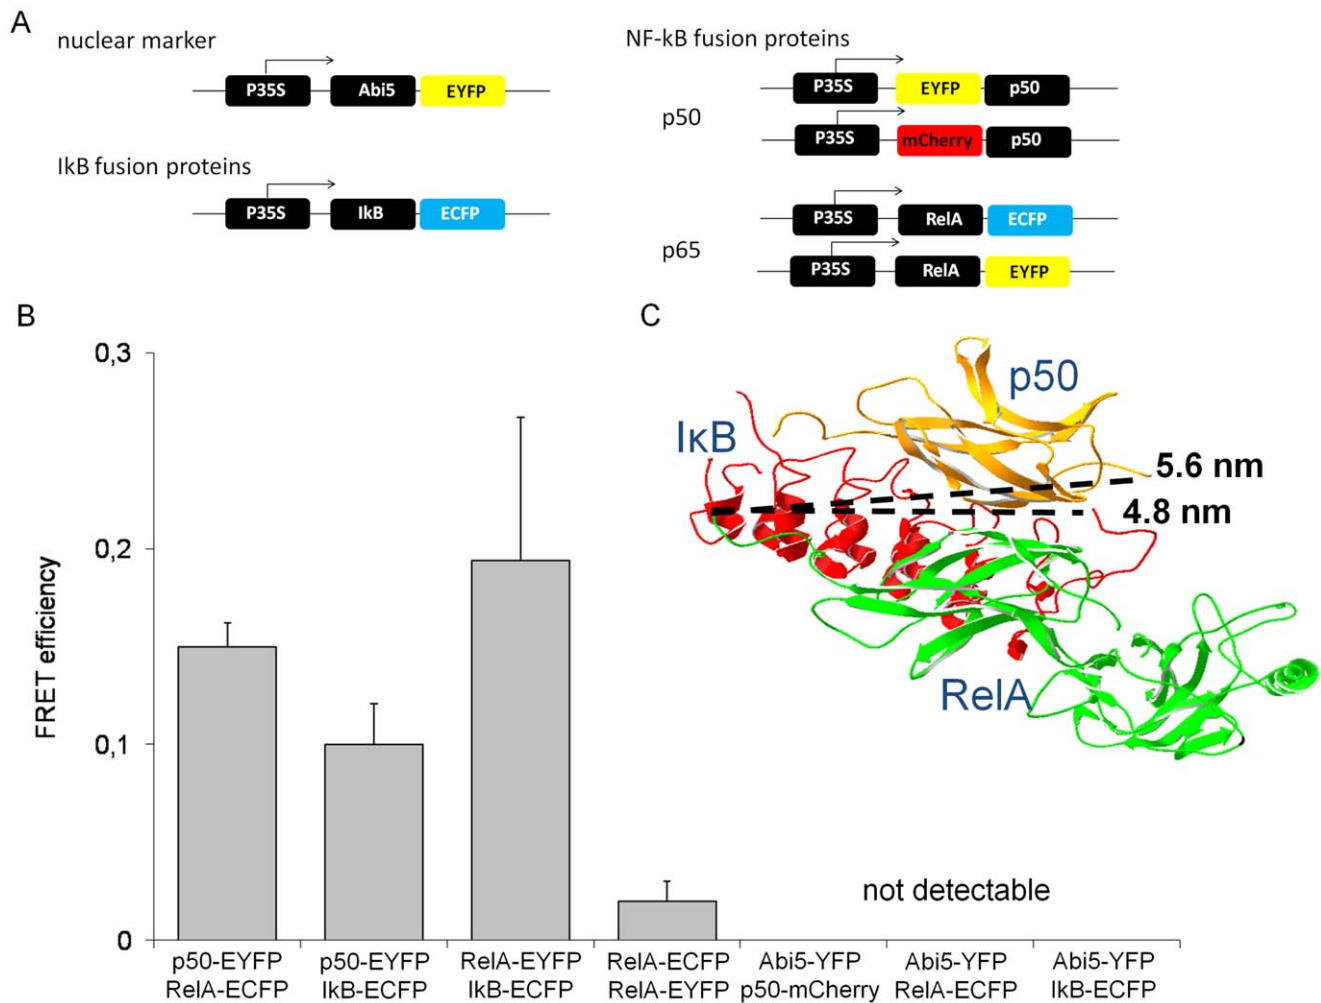 A
nuclear marker
P35S Abi5 EYFP
IkB fusion proteins
P35S IkB ECFP
NF-kB fusion proteins
P35S EYFP p50
p50
P35S mCherry p50
P35S RelA ECFP
p65
P35S RelA EYFP
B
0,3
0,2
0,1
0
FRET efficiency
not detectable
p50-EYFP
RelA-ECFP
p50-EYFP
IkB-ECFP
RelA-EYFP
IkB-ECFP
RelA-ECFP
RelA-EYFP
Abi5-YFP
p50-mCherry
Abi5-YFP
RelA-ECFP
Abi5-YFP
IkB-ECFP
C
p50
IκB
5.6 nm
4.8 nm
RelA